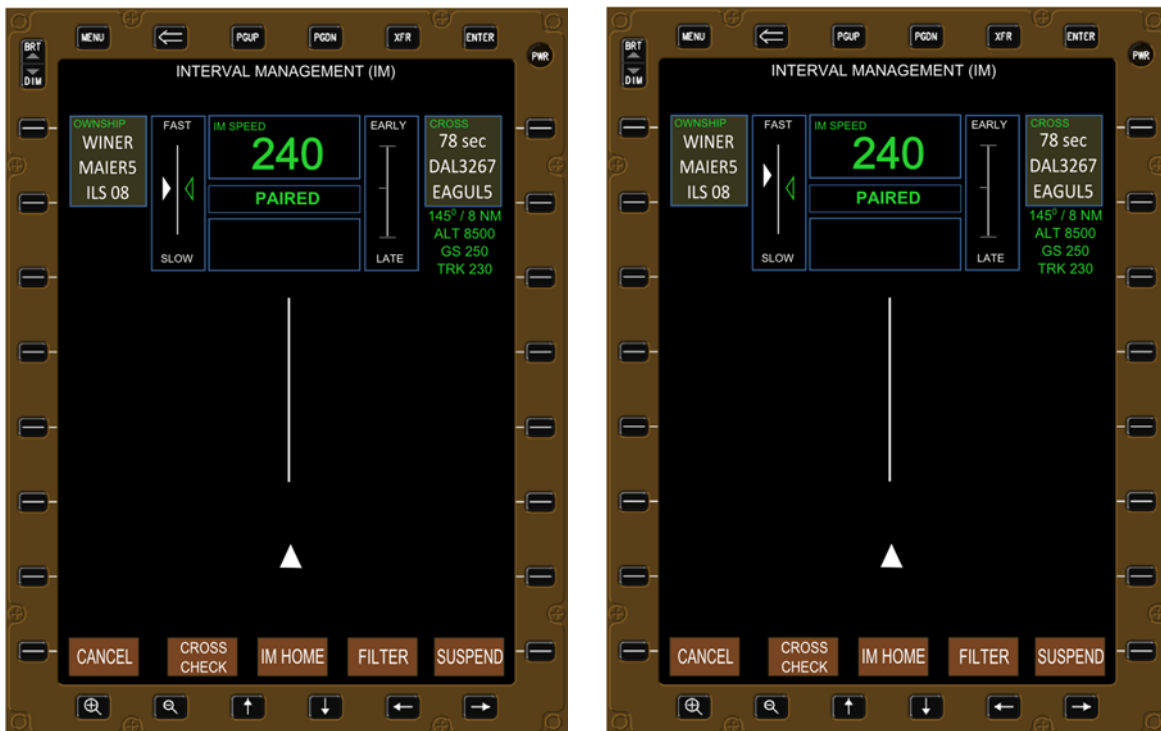 MENU
PGUP
PGDN
XFR
ENTER
BRT
DIM
PWR
INTERVAL MANAGEMENT (IM)
OWNSHIP
WINER
MAIER5
ILS 08
FAST
SLOW
IM SPEED
240
PAIRED
EARLY
LATE
CROSS
78 sec
DAL3267
EAGUL5
145⁰ / 8 NM
ALT 8500
GS 250
TRK 230
CANCEL
CROSS
CHECK
IM HOME
FILTER
SUSPEND
MENU
PGUP
PGDN
XFR
ENTER
BRT
DIM
PWR
INTERVAL MANAGEMENT (IM)
OWNSHIP
WINER
MAIER5
ILS 08
FAST
SLOW
IM SPEED
240
PAIRED
EARLY
LATE
CROSS
78 sec
DAL3267
EAGUL5
145⁰ / 8 NM
ALT 8500
GS 250
TRK 230
CANCEL
CROSS
CHECK
IM HOME
FILTER
SUSPEND